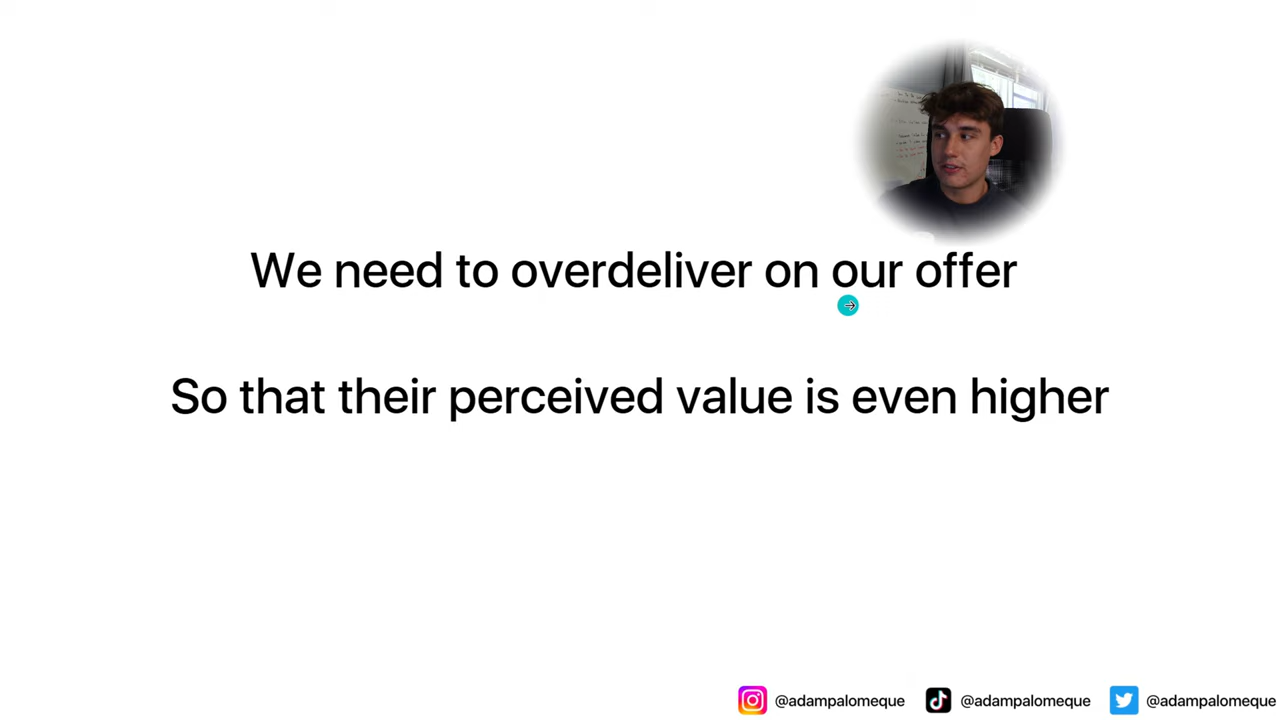 We need to overdeliver on our offer
So that their perceived value is even higher
@adampalomeque @adampalomeque @adampalomeque